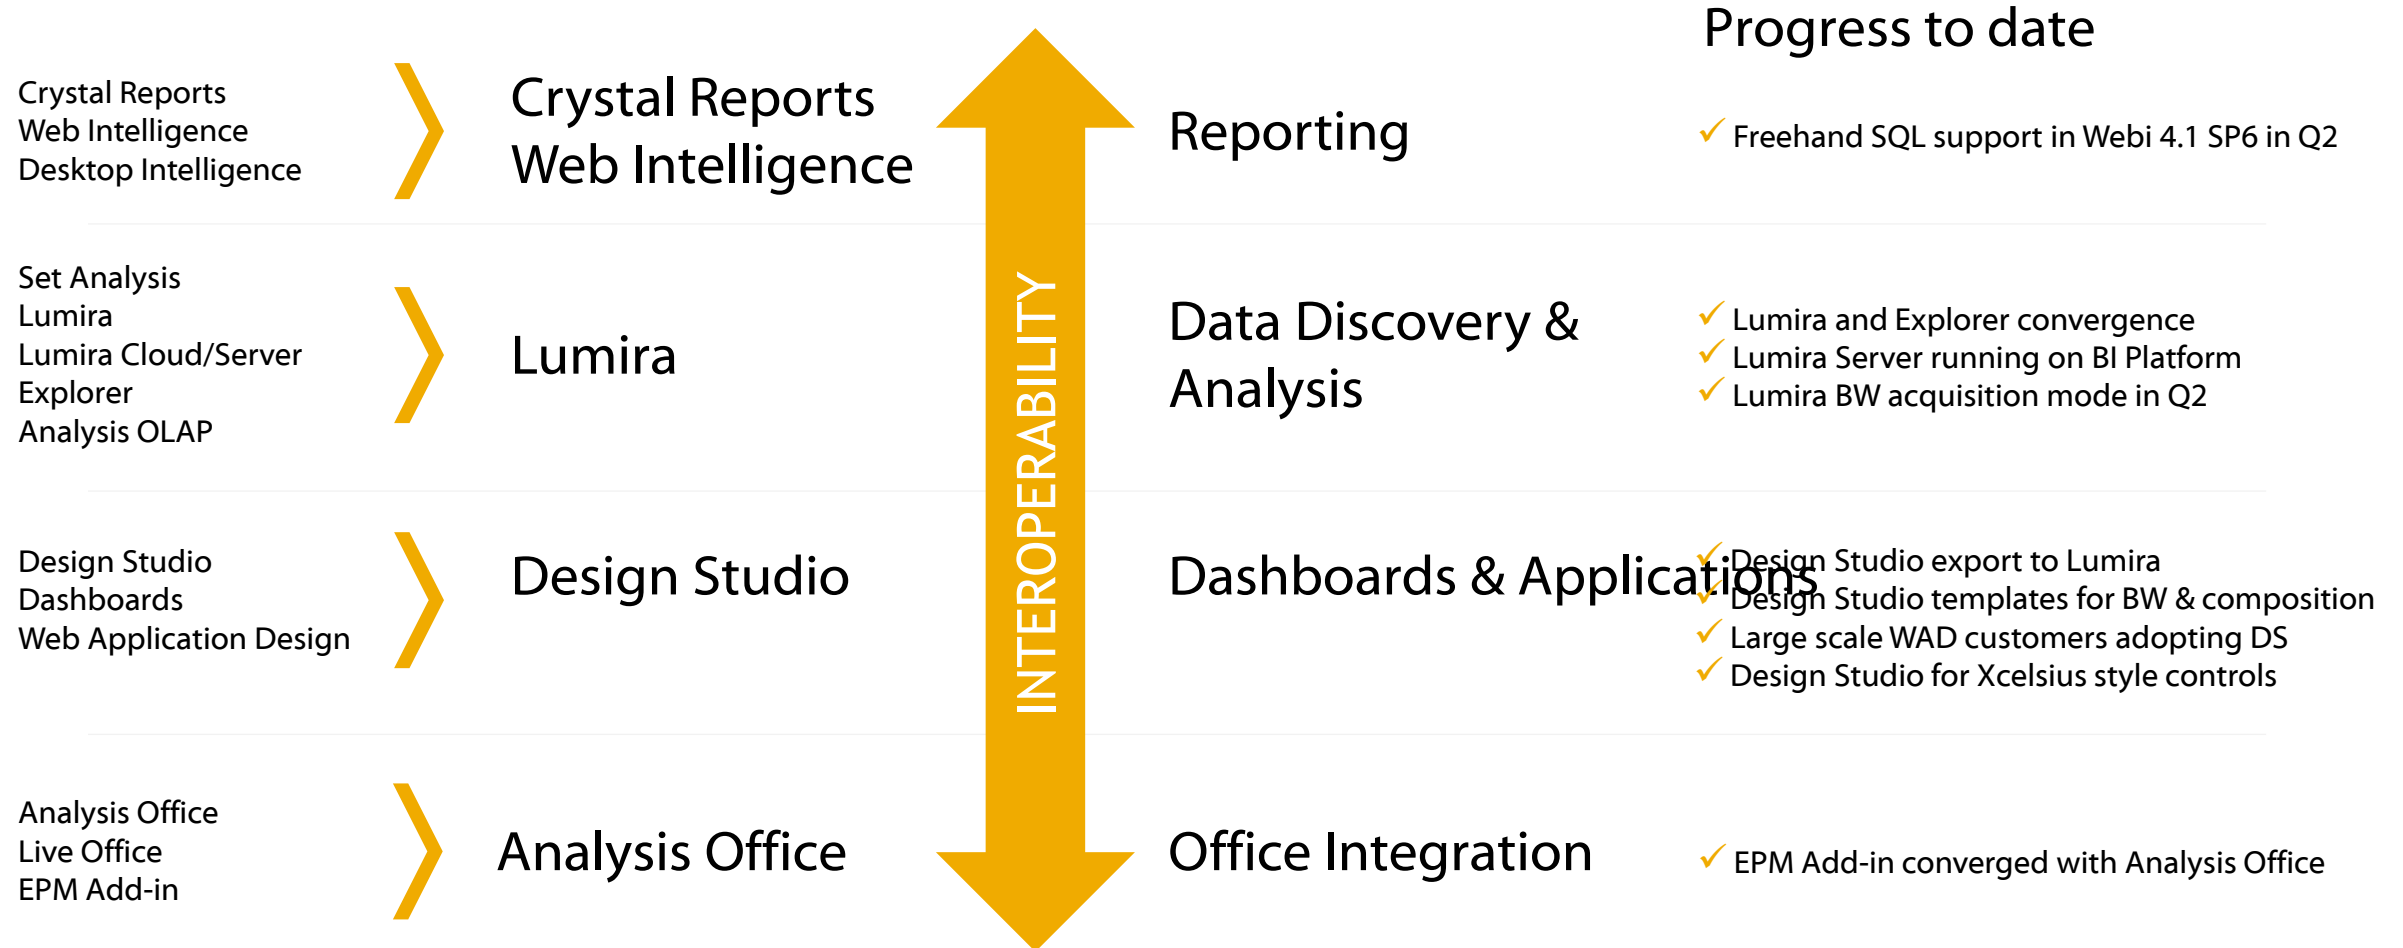 Progress to date
Crystal Reports
Web Intelligence
Desktop Intelligence
Crystal Reports
Web Intelligence
Reporting
✓ Freehand SQL support in Webi 4.1 SP6 in Q2
Set Analysis
Lumira
Lumira Cloud/Server
Explorer
Analysis OLAP
Lumira
INTEROPERABILITY
Data Discovery &
Analysis
✓ Lumira and Explorer convergence
✓ Lumira Server running on BI Platform
✓ Lumira BW acquisition mode in Q2
Design Studio
Dashboards
Web Application Design
Design Studio
Dashboards & Applications
✓ Design Studio export to Lumira
✓ Design Studio templates for BW & composition
✓ Large scale WAD customers adopting DS
✓ Design Studio for Xcelsius style controls
Analysis Office
Live Office
EPM Add-in
Analysis Office
Office Integration
✓ EPM Add-in converged with Analysis Office